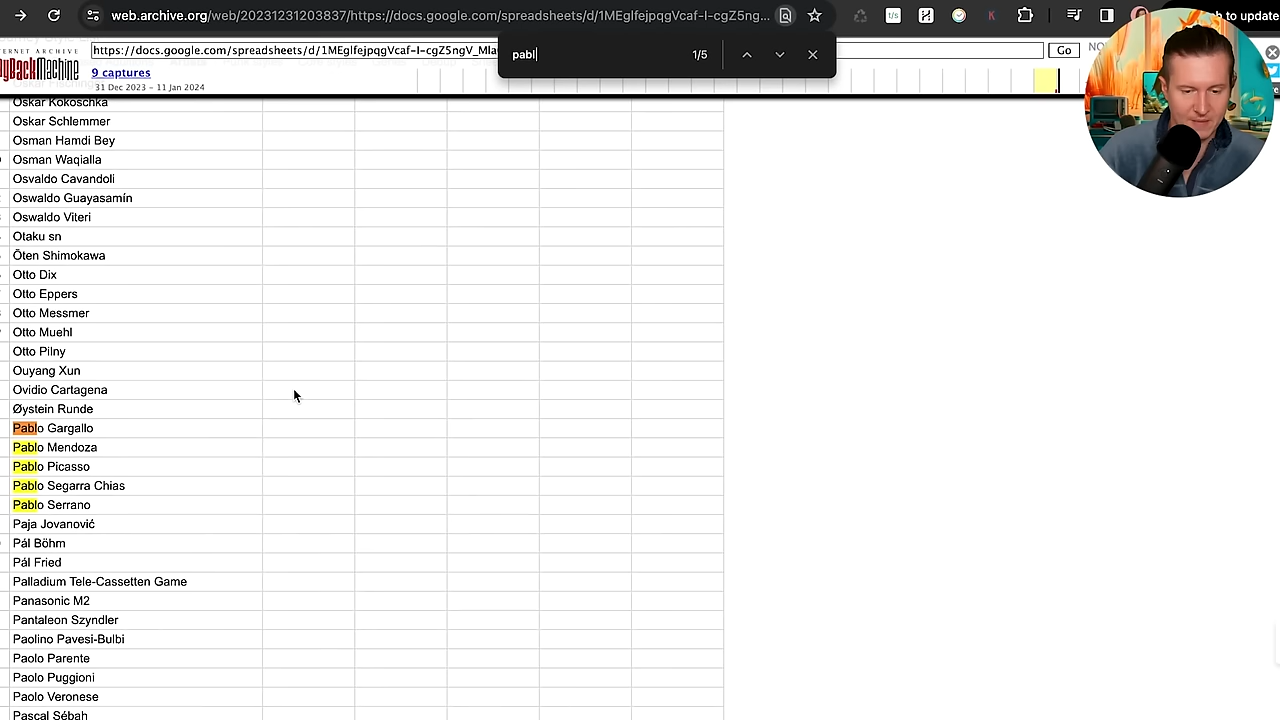 web.archive.org/web/20231231203837/https://docs.google.com/spreadsheets/d/1MEglfejpqgVcaf-I-cgZ5ng...
t/s
K
to update
TERNET ARCHIVE
https://docs.google.com/spreadsheets/d/1MEglfejpqgVcaf-I-cgZ5ngV_Mla
pabl
1/5
Go
NO
9 captures
31 Dec 2023 – 11 Jan 2024
Oskar Kokoschka
Oskar Schlemmer
Osman Hamdi Bey
Osman Waqialla
Osvaldo Cavandoli
Oswaldo Guayasamín
Oswaldo Viteri
Otaku sn
Ōten Shimokawa
Otto Dix
Otto Eppers
Otto Messmer
Otto Muehl
Otto Pilny
Ouyang Xun
Ovidio Cartagena
Øystein Runde
Pablo Gargallo
Pablo Mendoza
Pablo Picasso
Pablo Segarra Chias
Pablo Serrano
Paja Jovanović
Pál Böhm
Pál Fried
Palladium Tele-Cassetten Game
Panasonic M2
Pantaleon Szyndler
Paolino Pavesi-Bulbi
Paolo Parente
Paolo Puggioni
Paolo Veronese
Pascal Sébah